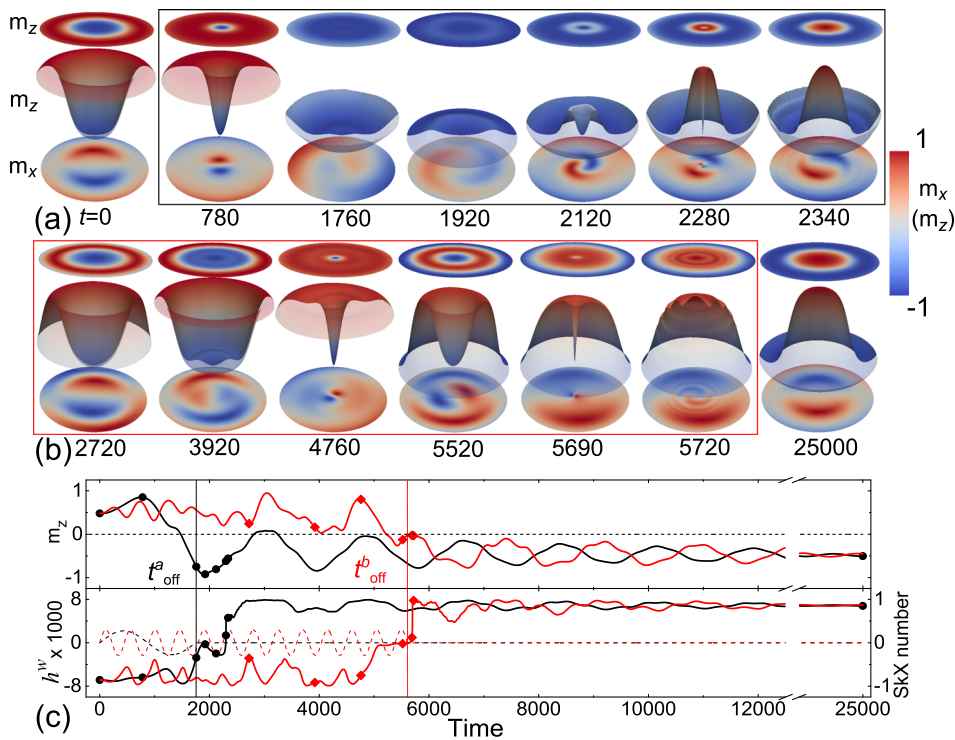 m_z
m_z
m_x
(a) t=0 780 1760 1920 2120 2280 2340
1
m_x
(m_z)
-1
(b) 2720 3920 4760 5520 5690 5720 25000
1
m_z 0
-1
t^a_off t^b_off
8 1
h^w x 1000 0 0 SkX number
-8 -1
(c) 0 2000 4000 6000 8000 10000 12000 25000
Time